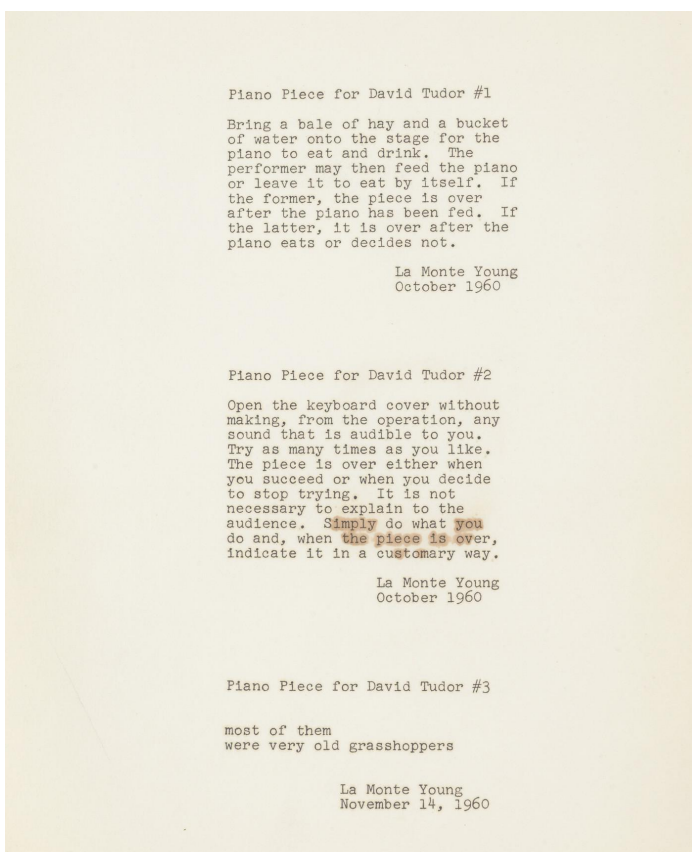 Piano Piece for David Tudor #1
Bring a bale of hay and a bucket
of water onto the stage for the
piano to eat and drink.  The
performer may then feed the piano
or leave it to eat by itself.  If
the former, the piece is over
after the piano has been fed.  If
the latter, it is over after the
piano eats or decides not.
La Monte Young
October 1960
Piano Piece for David Tudor #2
Open the keyboard cover without
making, from the operation, any
sound that is audible to you.
Try as many times as you like.
The piece is over either when
you succeed or when you decide
to stop trying.  It is not
necessary to explain to the
audience.  Simply do what you
do and, when the piece is over,
indicate it in a customary way.
La Monte Young
October 1960
Piano Piece for David Tudor #3
most of them
were very old grasshoppers
La Monte Young
November 14, 1960